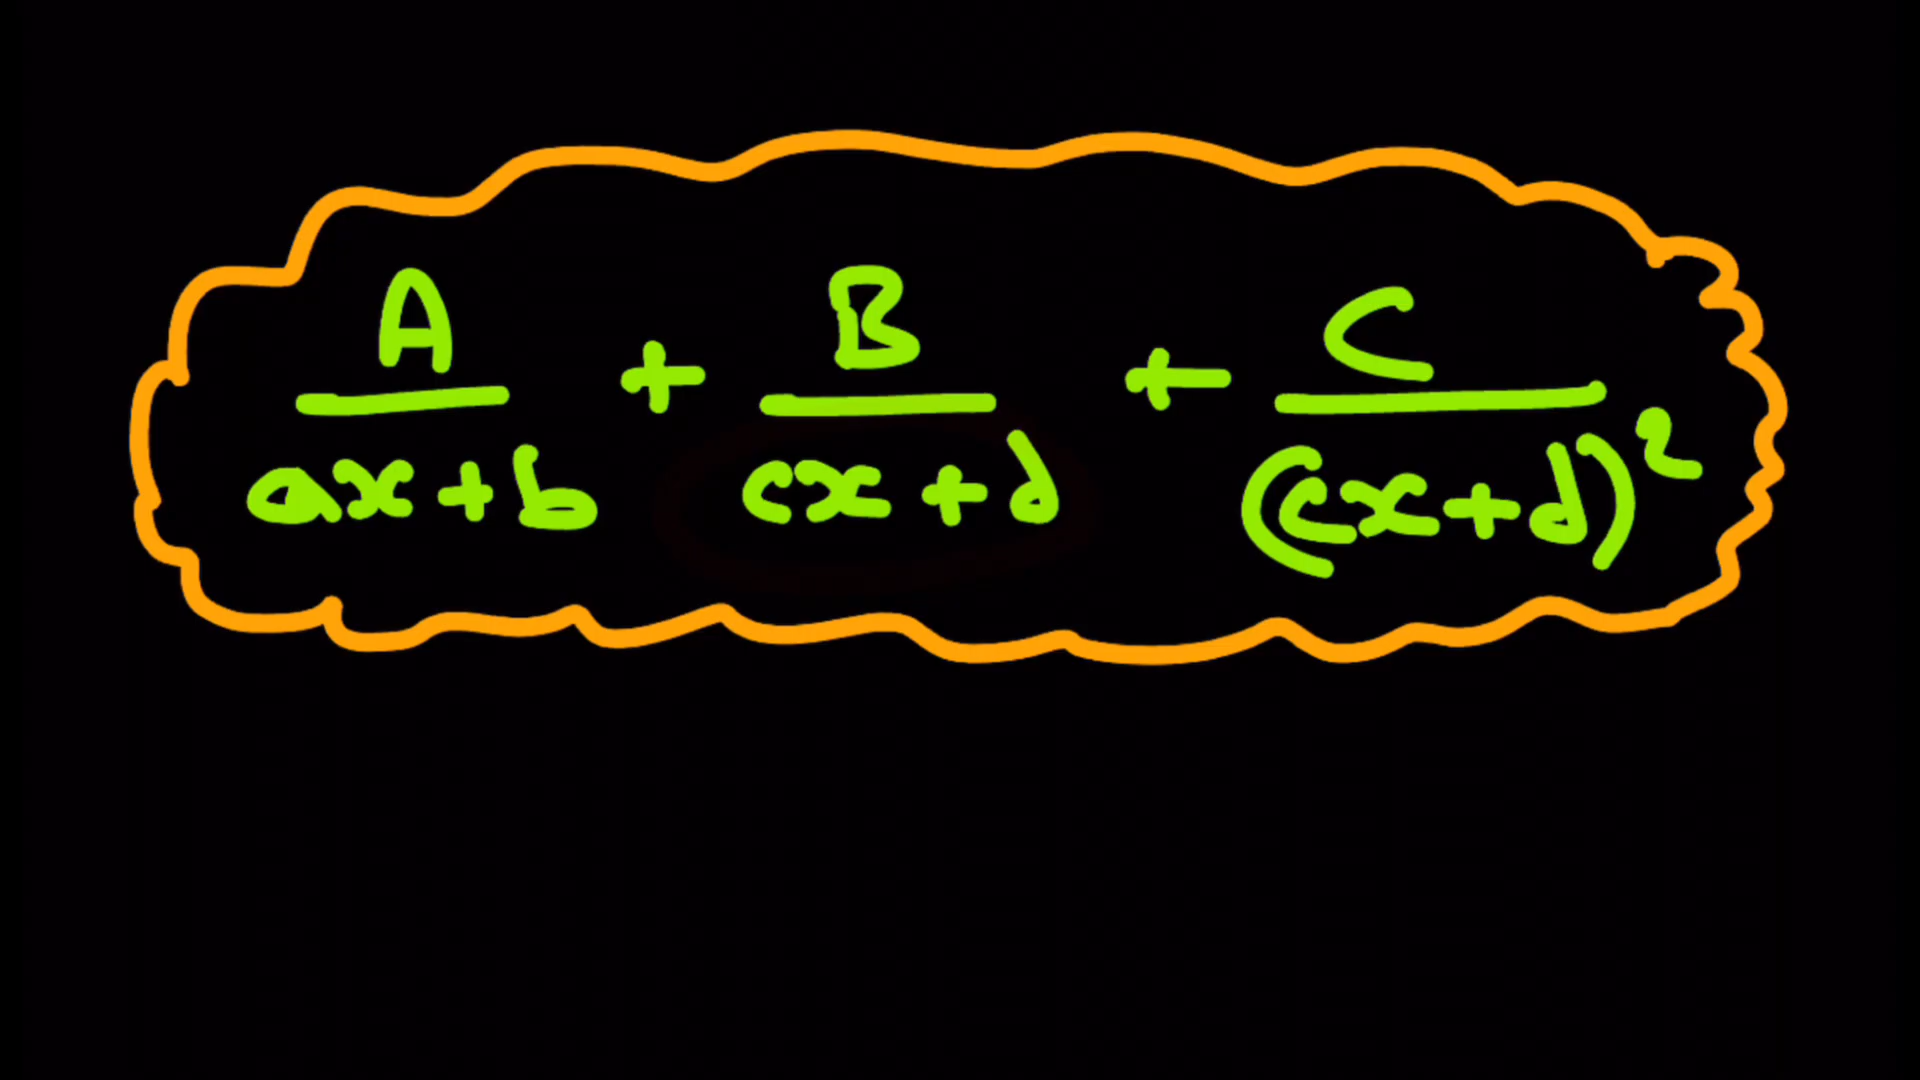 A/(ax+b) + B/(cx+d) + C/(cx+d)²